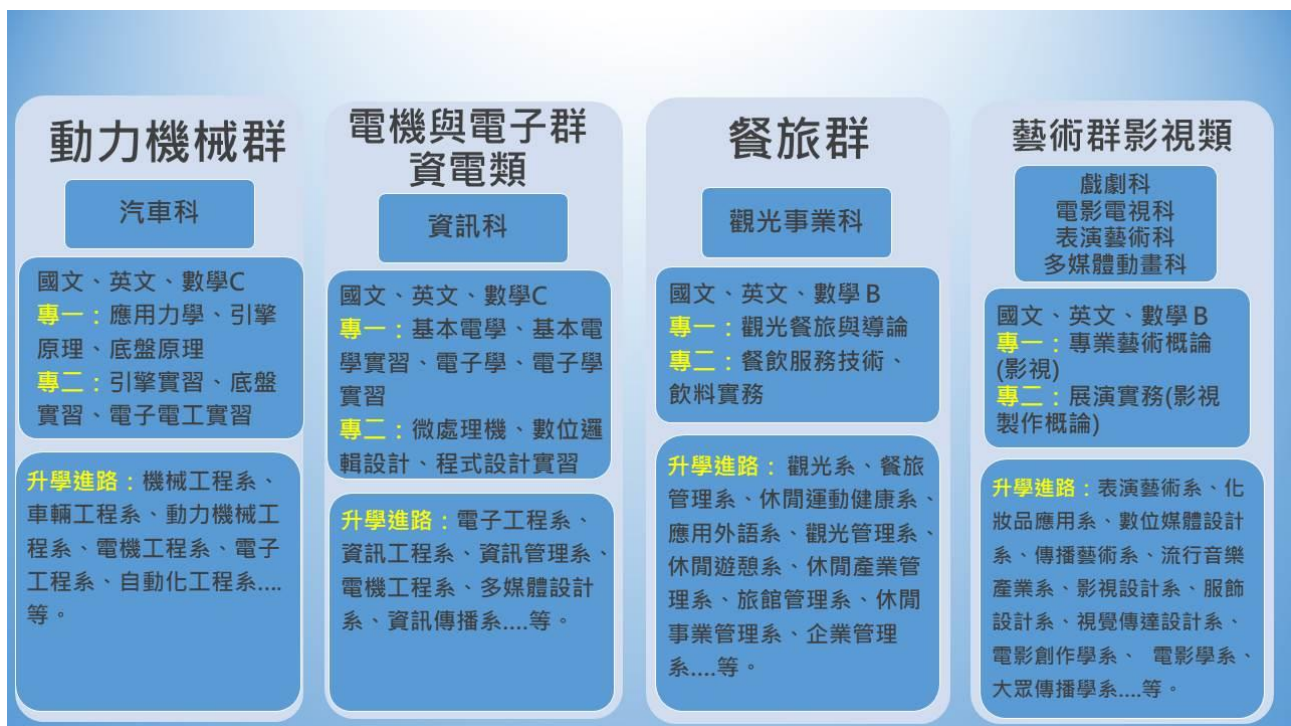 動力機械群
汽車科
國文、英文、數學C
專一：應用力學、引擎
原理、底盤原理
專二：引擎實習、底盤
實習、電子電工實習
升學進路：機械工程系、
車輛工程系、動力機械工
程系、電機工程系、電子
工程系、自動化工程系....
等。
電機與電子群
資電類
資訊科
國文、英文、數學C
專一：基本電學、基本電
學實習、電子學、電子學
實習
專二：微處理機、數位邏
輯設計、程式設計實習
升學進路：電子工程系、
資訊工程系、資訊管理系、
電機工程系、多媒體設計
系、資訊傳播系....等。
餐旅群
觀光事業科
國文、英文、數學B
專一：觀光餐旅與導論
專二：餐飲服務技術、
飲料實務
升學進路：觀光系、餐旅
管理系、休閒運動健康系、
應用外語系、觀光管理系、
休閒遊憩系、休閒產業管
理系、旅館管理系、休閒
事業管理系、企業管理
系....等。
藝術群影視類
戲劇科
電影電視科
表演藝術科
多媒體動畫科
國文、英文、數學B
專一：專業藝術概論
(影視)
專二：展演實務(影視
製作概論)
升學進路：表演藝術系、化
妝品應用系、數位媒體設計
系、傳播藝術系、流行音樂
產業系、影視設計系、服飾
設計系、視覺傳達設計系、
電影創作學系、 電影學系、
大眾傳播學系....等。